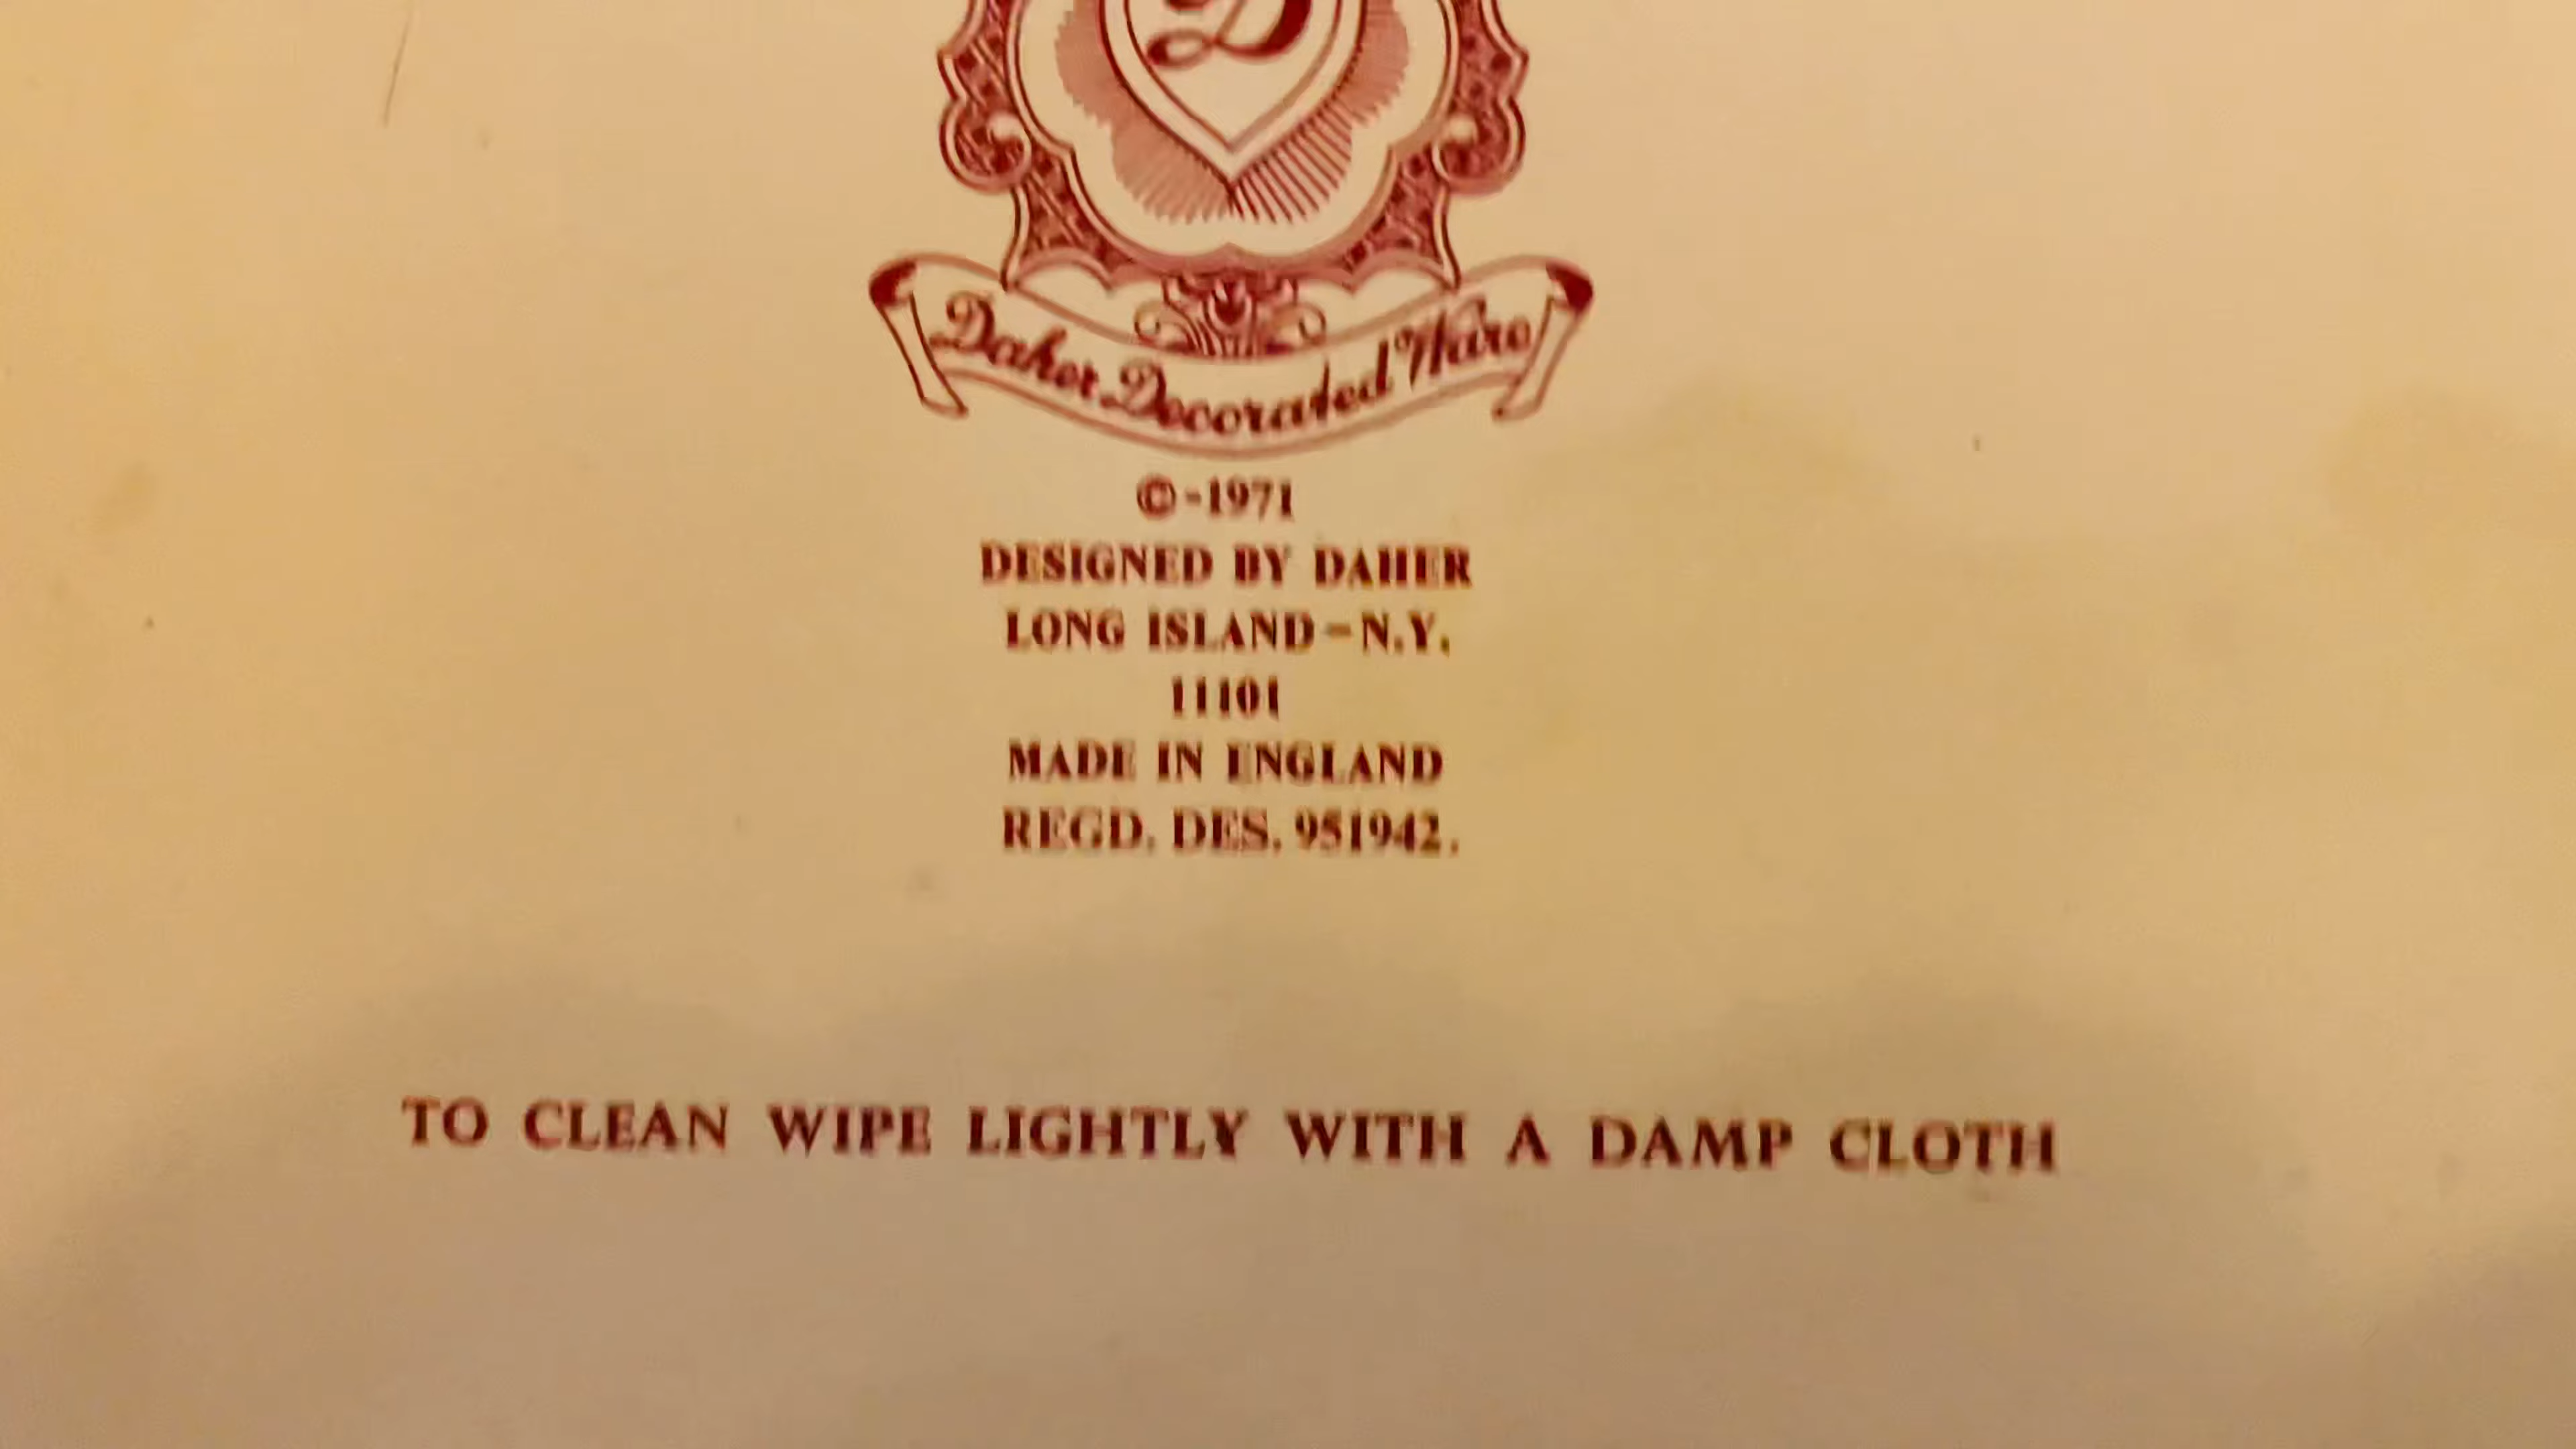 D
Daher Decorated Ware
©-1971
DESIGNED BY DAHER
LONG ISLAND-N.Y.
11101
MADE IN ENGLAND
REGD. DES. 951942.
TO CLEAN WIPE LIGHTLY WITH A DAMP CLOTH